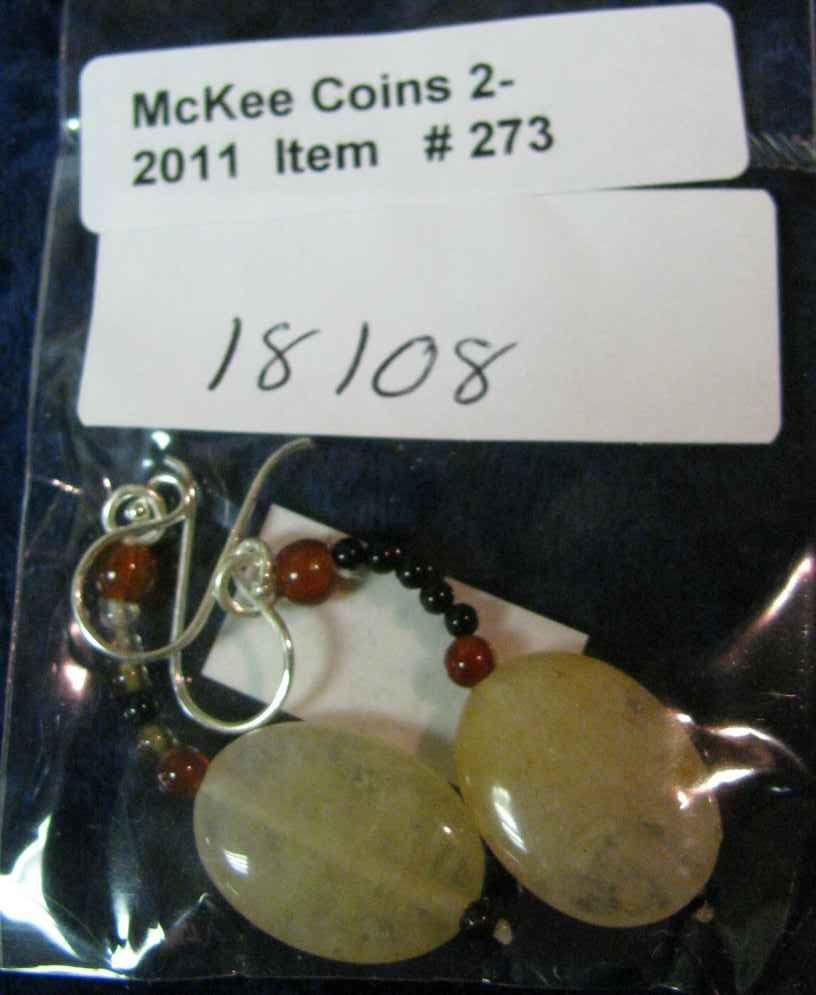 McKee Coins 2-
2011 Item # 273
18108